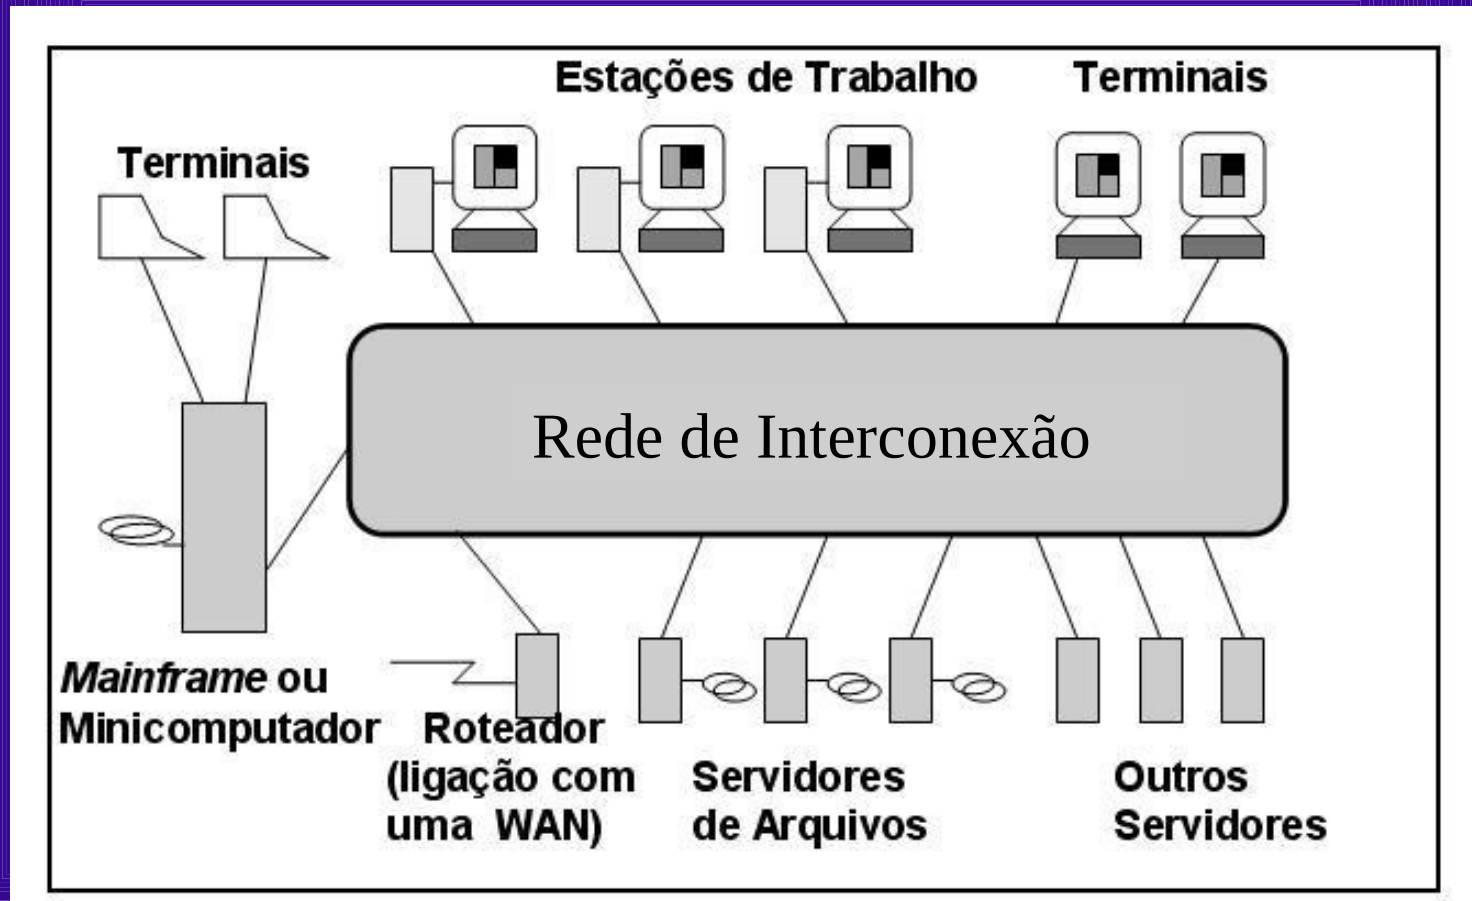 Estações de Trabalho
Terminais
Terminais
Rede de Interconexão
Mainframe ou
Minicomputador
Roteador
(ligação com
uma WAN)
Servidores
de Arquivos
Outros
Servidores